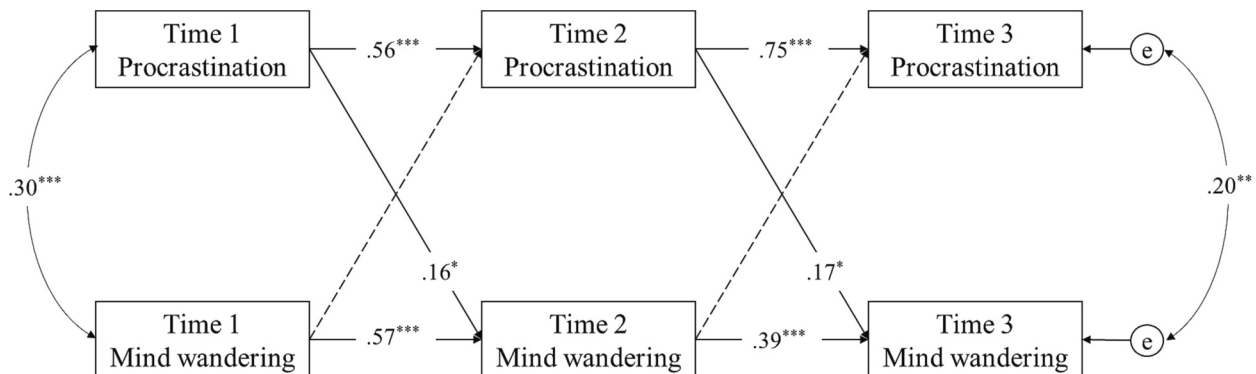 Time 1
Procrastination
.56***
Time 2
Procrastination
.75***
Time 3
Procrastination
e
.30***
.20**
.16*
.17*
Time 1
Mind wandering
.57***
Time 2
Mind wandering
.39***
Time 3
Mind wandering
e